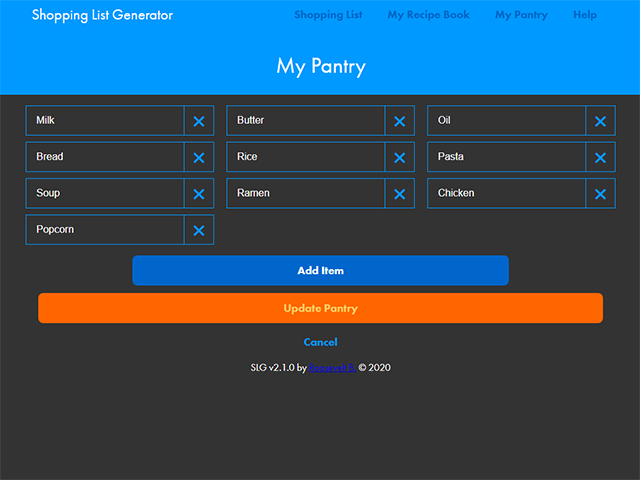 Shopping List Generator Shopping List My Recipe Book My Pantry Help
My Pantry
Milk Butter Oil
Bread Rice Pasta
Soup Ramen Chicken
Popcorn
Add Item
Update Pantry
Cancel
SLG v2.1.0 by © 2020